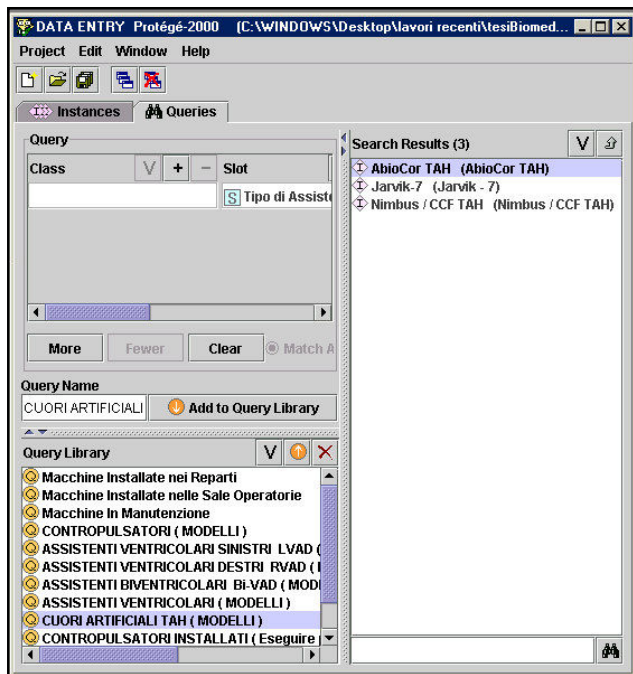 DATA ENTRY Protégé-2000 (C:\WINDOWS\Desktop\lavori recenti\tesiBiomed...
Project Edit Window Help
Instances Queries
Query
Class V + − Slot
S Tipo di Assiste
More Fewer Clear Match A
Query Name
CUORI ARTIFICIALI Add to Query Library
Query Library V
Q Macchine Installate nei Reparti
Q Macchine Installate nelle Sale Operatorie
Q Macchine In Manutenzione
Q CONTROPULSATORI ( MODELLI )
Q ASSISTENTI VENTRICOLARI SINISTRI LVAD (
Q ASSISTENTI VENTRICOLARI DESTRI RVAD (
Q ASSISTENTI BIVENTRICOLARI Bi-VAD ( MODI
Q ASSISTENTI VENTRICOLARI ( MODELLI )
Q CUORI ARTIFICIALI TAH ( MODELLI )
Q CONTROPULSATORI INSTALLATI ( Eseguire
Search Results (3) V
I AbioCor TAH (AbioCor TAH)
I Jarvik-7 (Jarvik - 7)
I Nimbus / CCF TAH (Nimbus / CCF TAH)